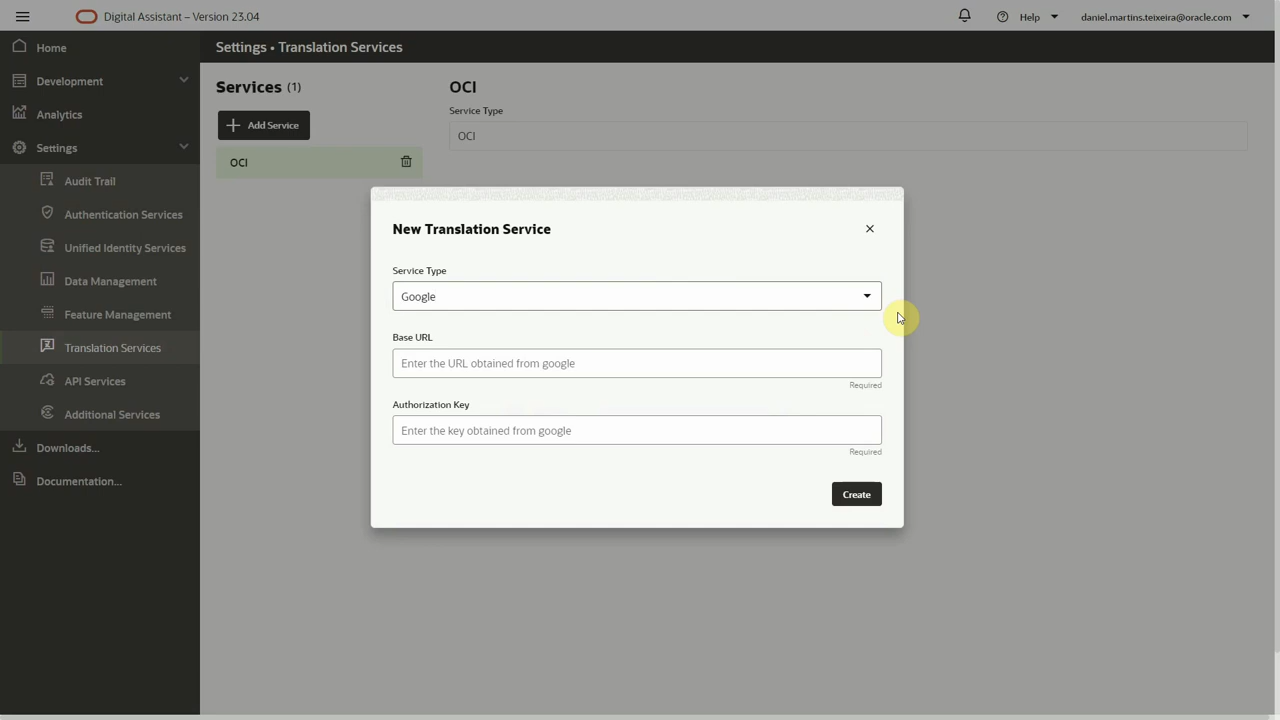 Digital Assistant – Version 23.04
Help
daniel.martins.teixeira@oracle.com
Home
Development
Analytics
Settings
Audit Trail
Authentication Services
Unified Identity Services
Data Management
Feature Management
Translation Services
API Services
Additional Services
Downloads...
Documentation...
Settings • Translation Services
Services (1)
Add Service
OCI
OCI
Service Type
OCI
New Translation Service
Service Type
Google
Base URL
Enter the URL obtained from google
Required
Authorization Key
Enter the key obtained from google
Required
Create